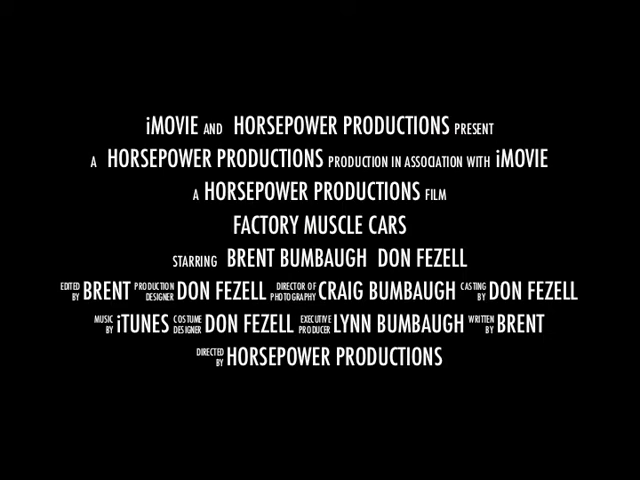 iMOVIE AND HORSEPOWER PRODUCTIONS PRESENT
A HORSEPOWER PRODUCTIONS PRODUCTION IN ASSOCIATION WITH iMOVIE
A HORSEPOWER PRODUCTIONS FILM
FACTORY MUSCLE CARS
STARRING BRENT BUMBAUGH DON FEZELL
EDITED BY BRENT PRODUCTION DESIGNER DON FEZELL DIRECTOR OF PHOTOGRAPHY CRAIG BUMBAUGH CASTING BY DON FEZELL
MUSIC BY iTUNES COSTUME DESIGNER DON FEZELL EXECUTIVE PRODUCER LYNN BUMBAUGH WRITTEN BY BRENT
DIRECTED BY HORSEPOWER PRODUCTIONS